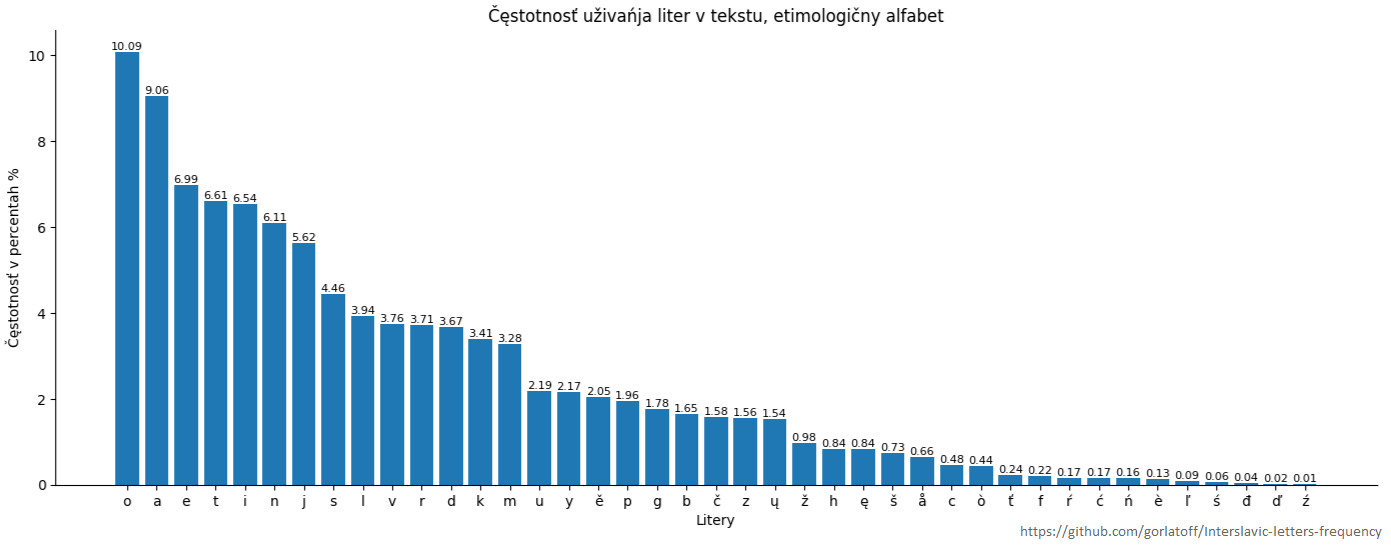 Čęstotnosť uživańja liter v tekstu, etimologičny alfabet
Čęstotnosť v percentah %
10
8
6
4
2
0
10.09 9.06 6.99 6.61 6.54 6.11 5.62 4.46 3.94 3.76 3.71 3.67 3.41 3.28 2.19 2.17 2.05 1.96 1.78 1.65 1.58 1.56 1.54 0.98 0.84 0.84 0.73 0.66 0.48 0.44 0.24 0.22 0.17 0.17 0.16 0.13 0.09 0.06 0.04 0.02 0.01
o a e t i n j s l v r d k m u y ě p g b č z ų ž h ę š å c ò ť f ŕ ć ń è ľ ś đ ď ź
Litery
https://github.com/gorlatoff/Interslavic-letters-frequency